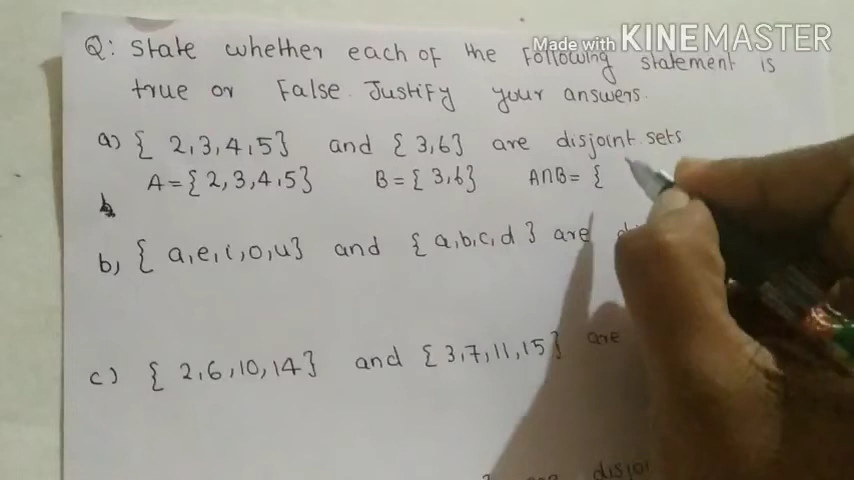 Made with KINEMASTER
Q: State whether each of the following statement is
true or False. Justify your answers.
a) { 2,3,4,5} and { 3,6} are disjoint sets
A={2,3,4,5} B={3,6} A∩B= {
b) { a,e,i,o,u} and {a,b,c,d } are
c) { 2,6,10,14} and {3,7,11,15} are